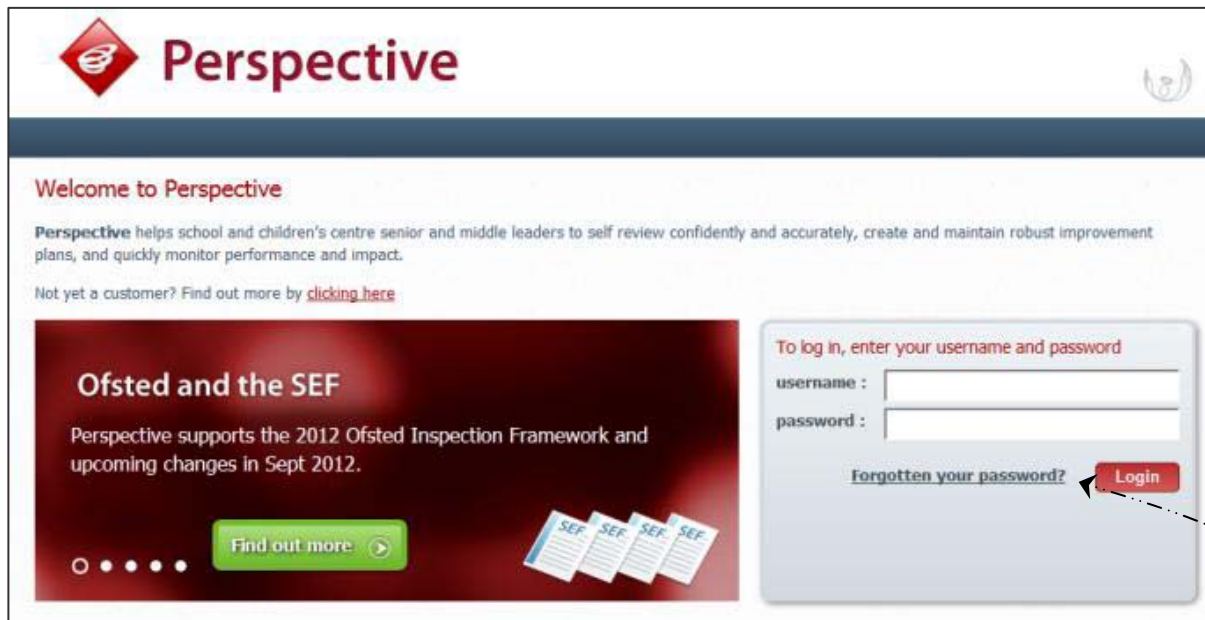 Perspective
Welcome to Perspective
Perspective helps school and children's centre senior and middle leaders to self review confidently and accurately, create and maintain robust improvement
plans, and quickly monitor performance and impact.
Not yet a customer? Find out more by clicking here
Ofsted and the SEF
Perspective supports the 2012 Ofsted Inspection Framework and
upcoming changes in Sept 2012.
Find out more
SEF SEF SEF SEF
To log in, enter your username and password
username :
password :
Forgotten your password? Login